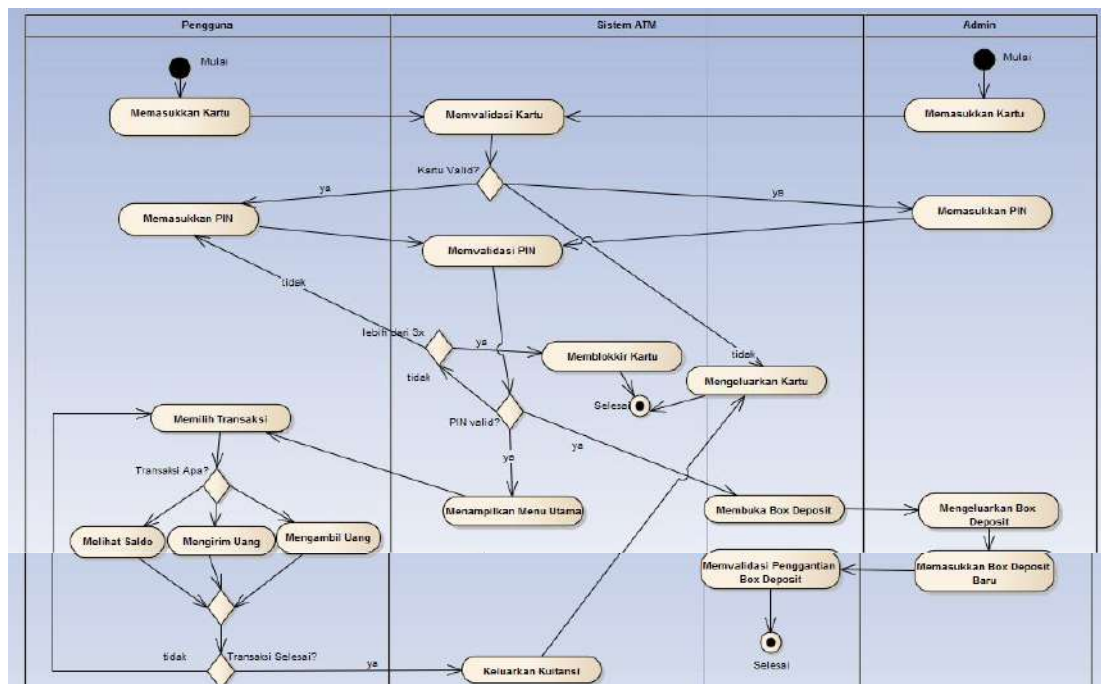 Pengguna
Sistem ATM
Admin
Mulai
Mulai
Memasukkan Kartu
Memvalidasi Kartu
Memasukkan Kartu
Kartu Valid?
ya
ya
Memasukkan PIN
Memasukkan PIN
Memvalidasi PIN
tidak
lebih dari 3x
ya
Memblokkir Kartu
tidak
tidak
Mengeluarkan Kartu
Selesai
Memilih Transaksi
PIN valid?
ya
ya
Transaksi Apa?
Menampilkan Menu Utama
Membuka Box Deposit
Mengeluarkan Box
Deposit
Melihat Saldo
Mengirim Uang
Mengambil Uang
Memvalidasi Penggantian
Box Deposit
Memasukkan Box Deposit
Baru
tidak
Transaksi Selesai?
ya
Keluarkan Kuitansi
Selesai